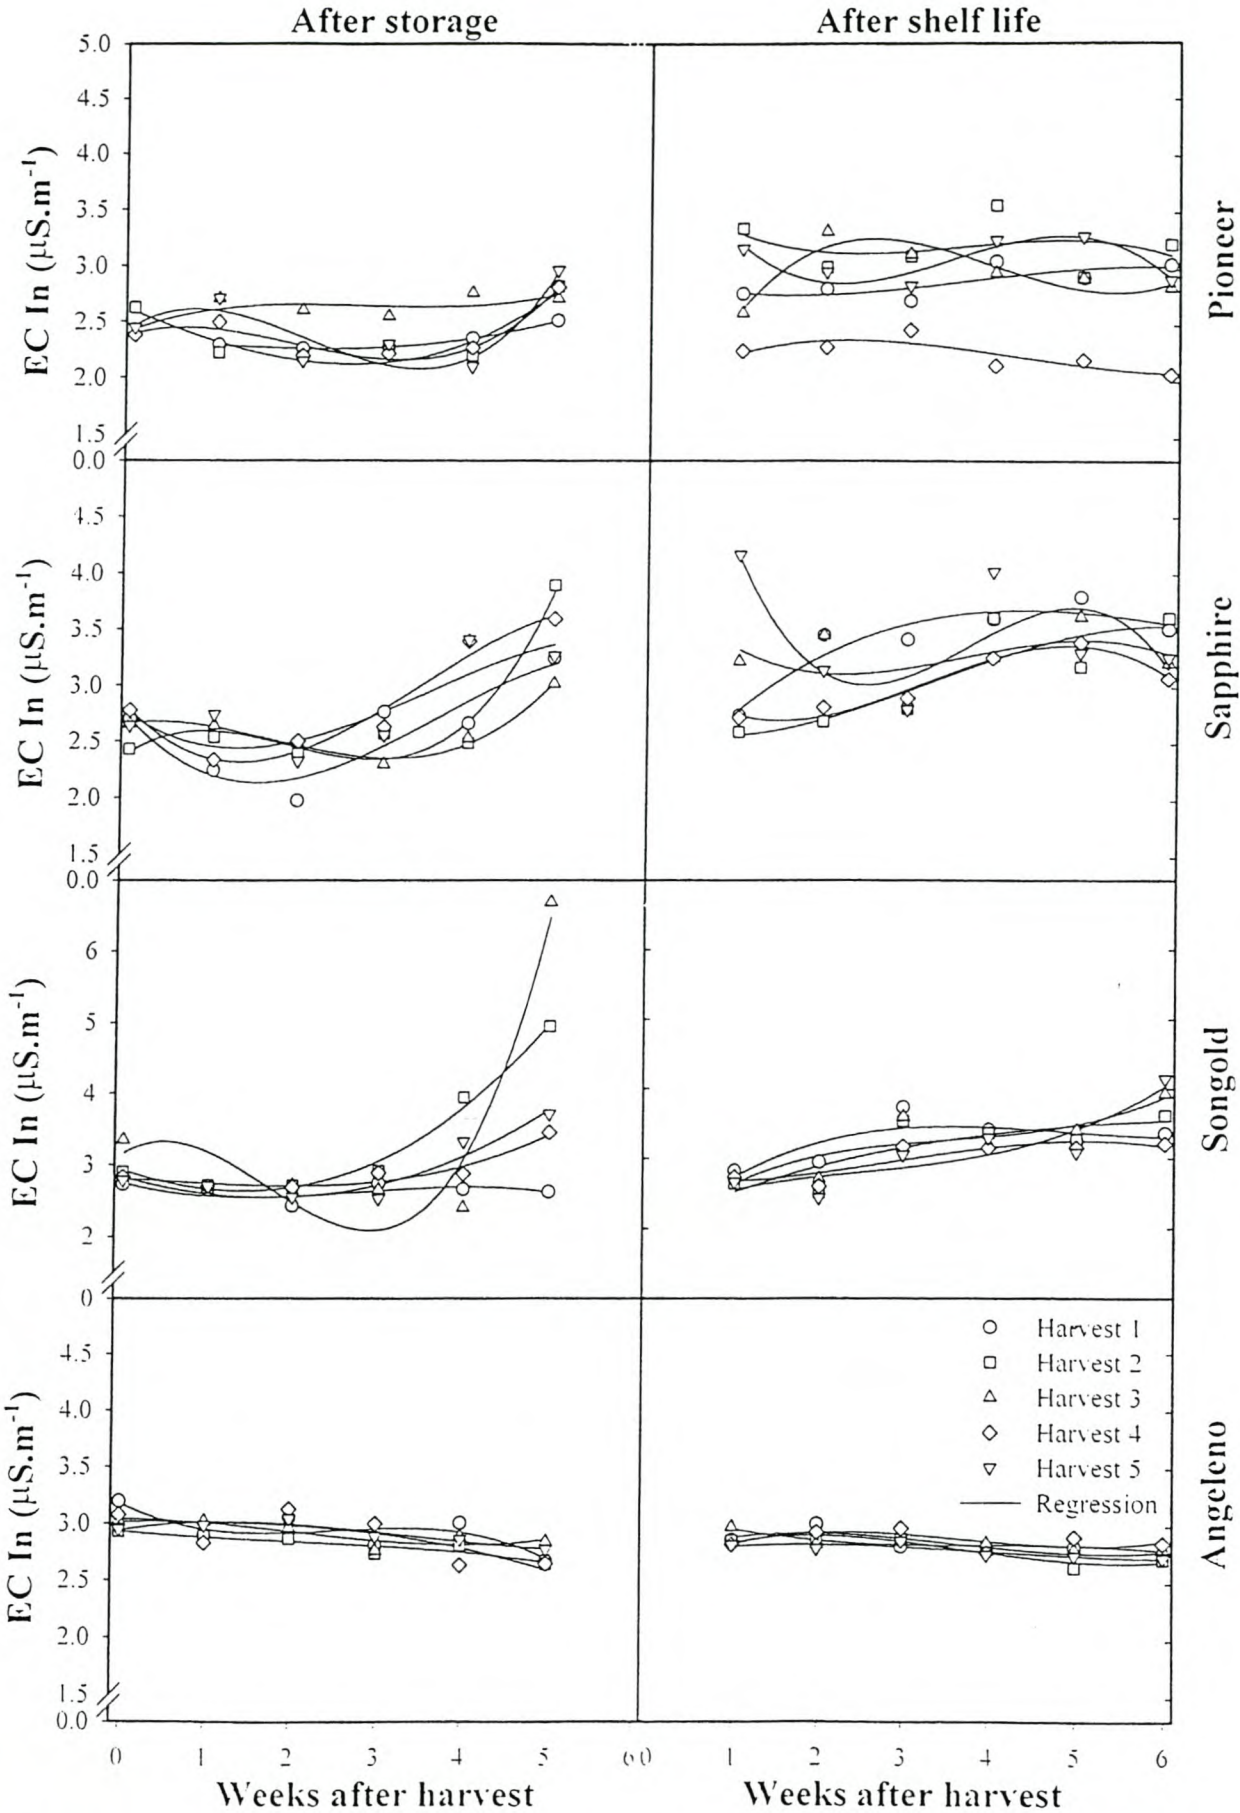 After storage After shelf life
5.0
4.5
4.0
3.5
3.0
2.5
2.0
1.5
0.0
EC In (µS.m⁻¹)
Pioneer
4.5
4.0
3.5
3.0
2.5
2.0
1.5
0.0
EC In (µS.m⁻¹)
Sapphire
6
5
4
3
2
0
EC In (µS.m⁻¹)
Songold
4.5
4.0
3.5
3.0
2.5
2.0
1.5
0.0
EC In (µS.m⁻¹)
Angeleno
Harvest 1
Harvest 2
Harvest 3
Harvest 4
Harvest 5
Regression
0 1 2 3 4 5 6 0 1 2 3 4 5 6
Weeks after harvest Weeks after harvest